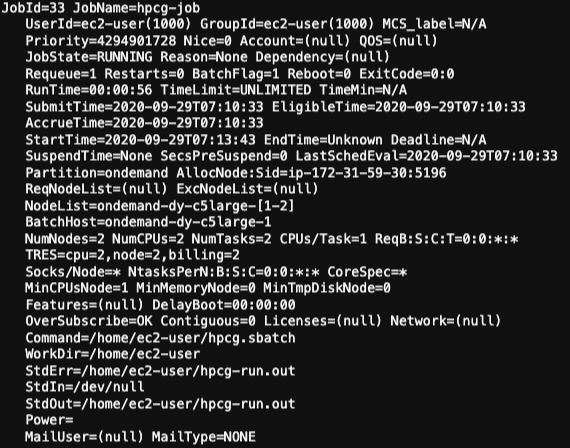 JobId=33 JobName=hpcg-job
UserId=ec2-user(1000) GroupId=ec2-user(1000) MCS_label=N/A
Priority=4294901728 Nice=0 Account=(null) QOS=(null)
JobState=RUNNING Reason=None Dependency=(null)
Requeue=1 Restarts=0 BatchFlag=1 Reboot=0 ExitCode=0:0
RunTime=00:00:56 TimeLimit=UNLIMITED TimeMin=N/A
SubmitTime=2020-09-29T07:10:33 EligibleTime=2020-09-29T07:10:33
AccrueTime=2020-09-29T07:10:33
StartTime=2020-09-29T07:13:43 EndTime=Unknown Deadline=N/A
SuspendTime=None SecsPreSuspend=0 LastSchedEval=2020-09-29T07:10:33
Partition=ondemand AllocNode:Sid=ip-172-31-59-30:5196
ReqNodeList=(null) ExcNodeList=(null)
NodeList=ondemand-dy-c5large-[1-2]
BatchHost=ondemand-dy-c5large-1
NumNodes=2 NumCPUs=2 NumTasks=2 CPUs/Task=1 ReqB:S:C:T=0:0:*:*
TRES=cpu=2,node=2,billing=2
Socks/Node=* NtasksPerN:B:S:C=0:0:*:* CoreSpec=*
MinCPUsNode=1 MinMemoryNode=0 MinTmpDiskNode=0
Features=(null) DelayBoot=00:00:00
OverSubscribe=OK Contiguous=0 Licenses=(null) Network=(null)
Command=/home/ec2-user/hpcg.sbatch
WorkDir=/home/ec2-user
StdErr=/home/ec2-user/hpcg-run.out
StdIn=/dev/null
StdOut=/home/ec2-user/hpcg-run.out
Power=
MailUser=(null) MailType=NONE